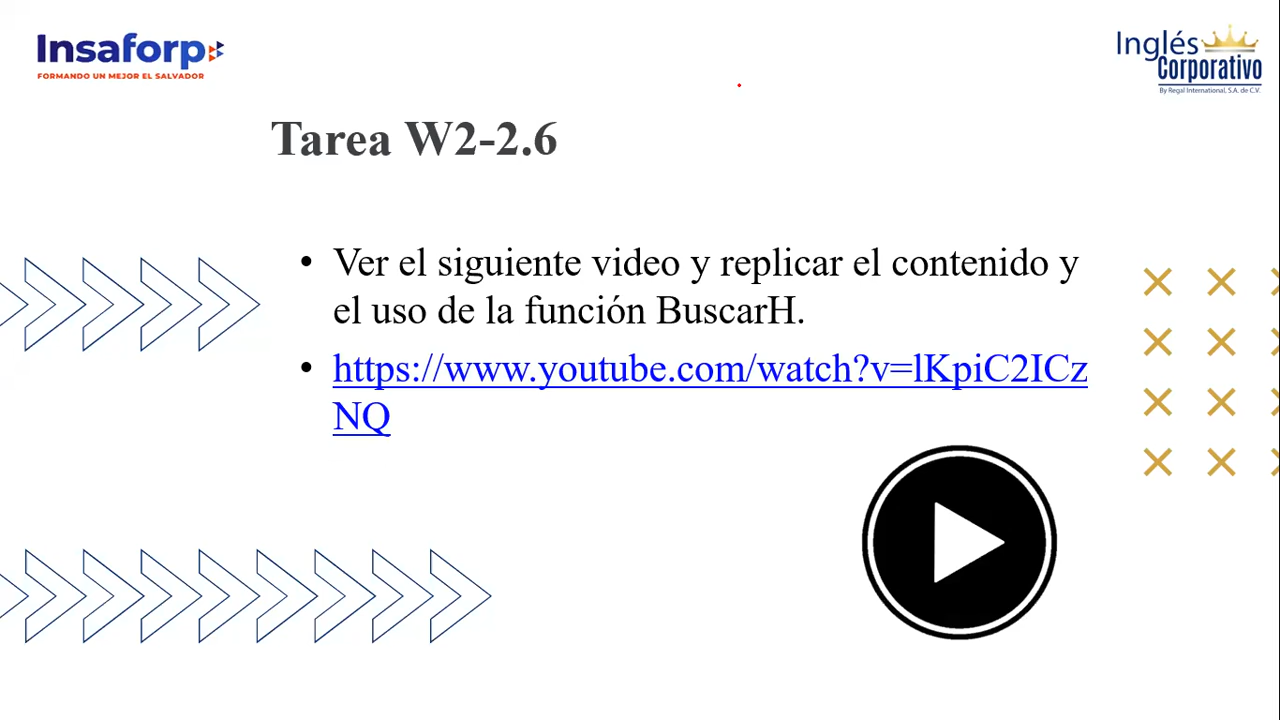 Insaforp
FORMANDO UN MEJOR EL SALVADOR
Inglés
Corporativo
By Regal International, S.A. de C.V.
Tarea W2-2.6
• Ver el siguiente video y replicar el contenido y
el uso de la función BuscarH.
• https://www.youtube.com/watch?v=lKpiC2ICz
NQ